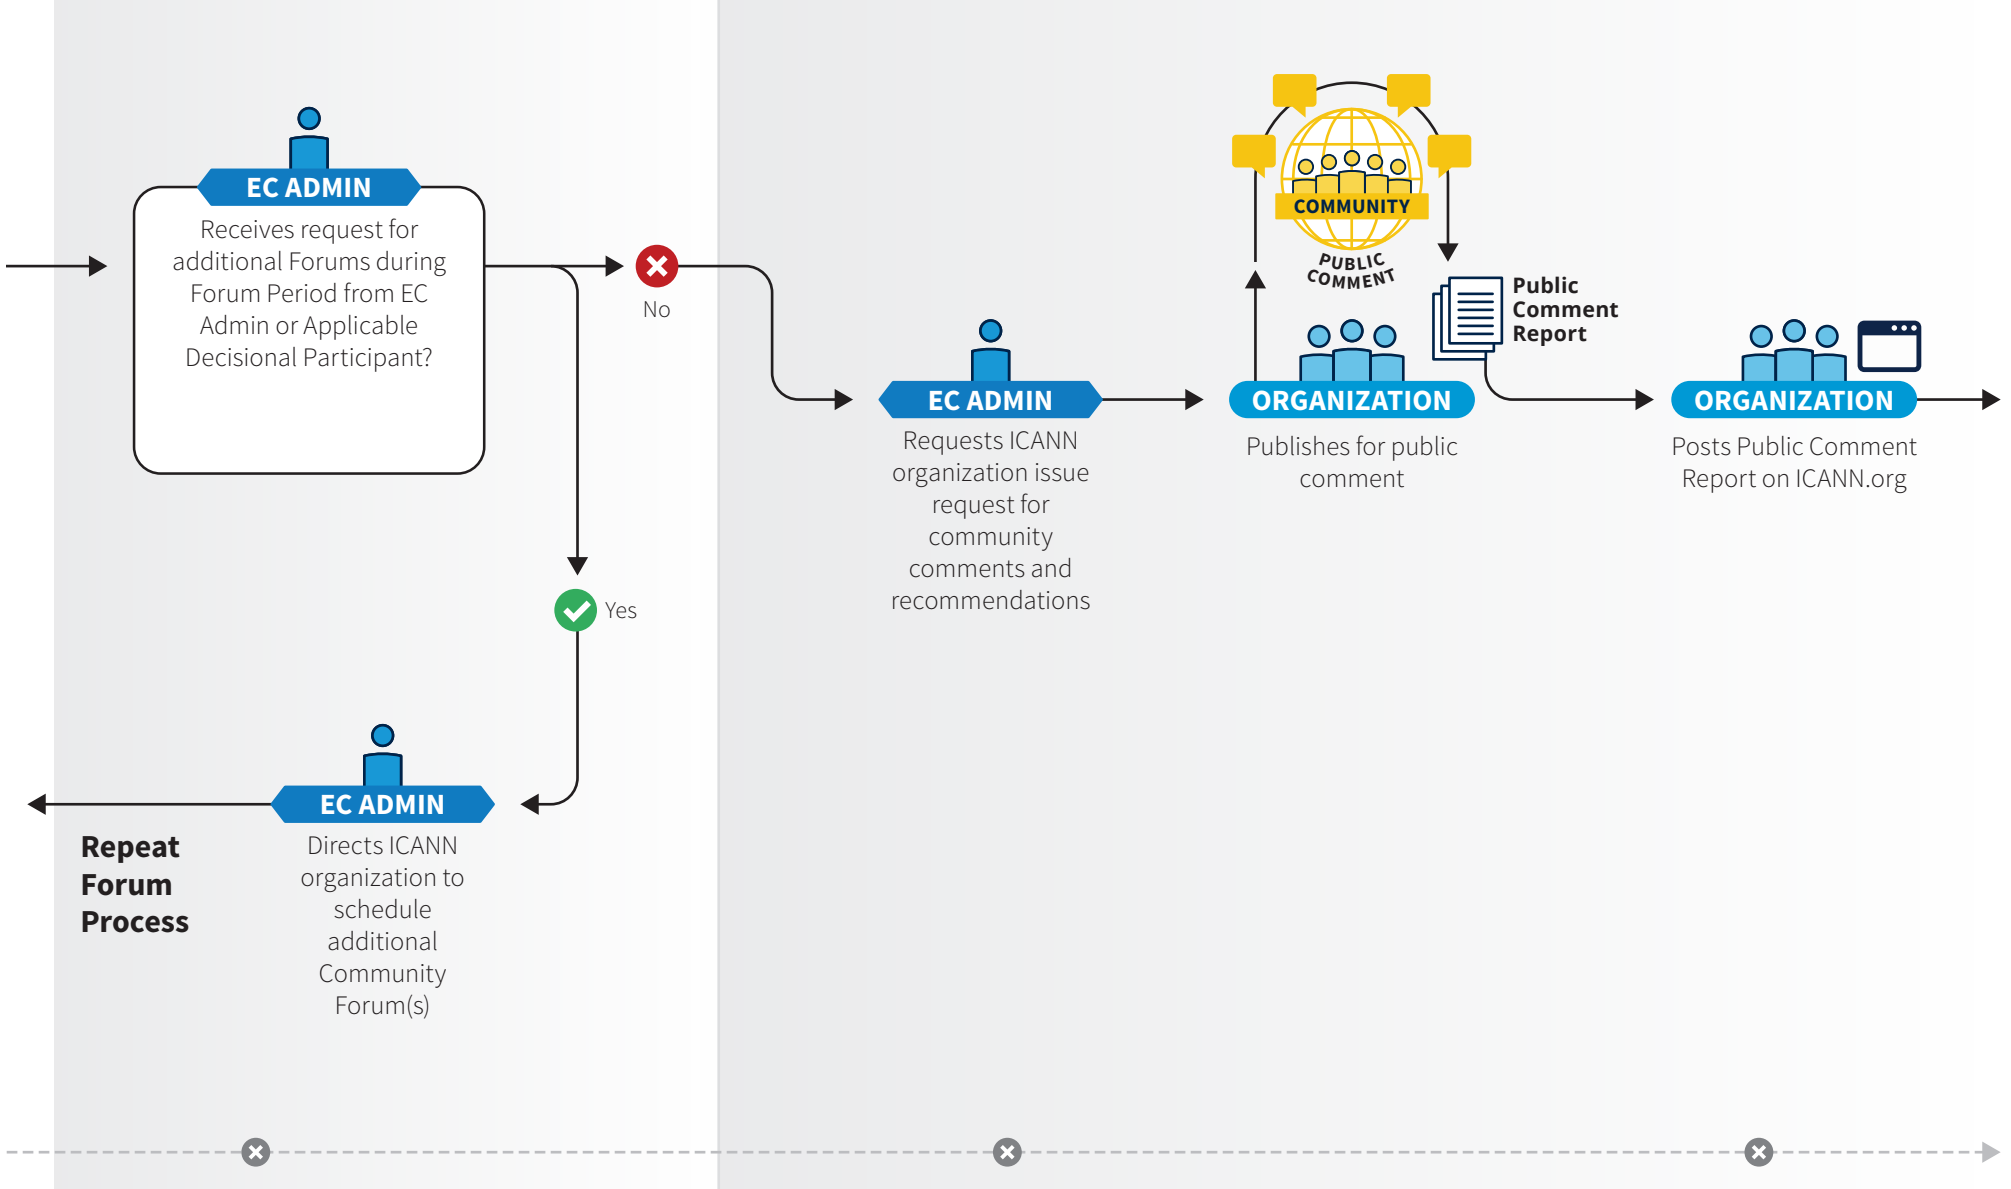 EC ADMIN
Receives request for
additional Forums during
Forum Period from EC
Admin or Applicable
Decisional Participant?
No
Yes
EC ADMIN
Directs ICANN
organization to
schedule
additional
Community
Forum(s)
Repeat
Forum
Process
EC ADMIN
Requests ICANN
organization issue
request for
community
comments and
recommendations
COMMUNITY
PUBLIC
COMMENT
ORGANIZATION
Publishes for public
comment
Public
Comment
Report
ORGANIZATION
Posts Public Comment
Report on ICANN.org